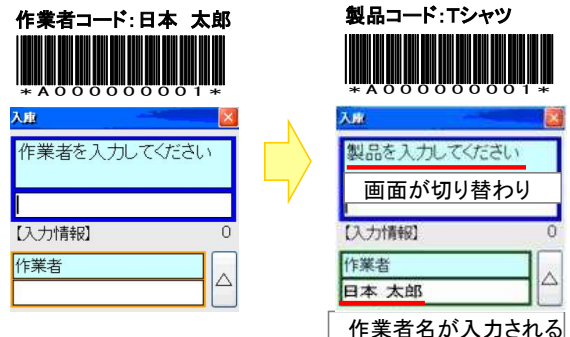 作業者コード：日本　太郎
*A000000001*
入庫
作業者を入力してください
【入力情報】 0
作業者
△
製品コード：Tシャツ
*A000000001*
入庫
製品を入力してください
画面が切り替わり
【入力情報】 0
作業者
日本 太郎
△
作業者名が入力される